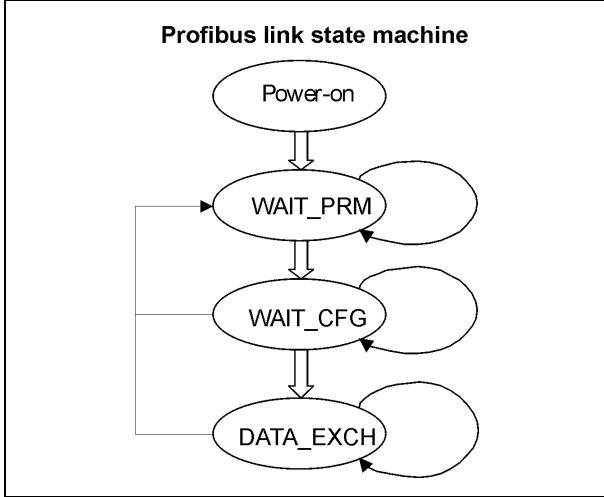 Profibus link state machine
Power-on
WAIT_PRM
WAIT_CFG
DATA_EXCH